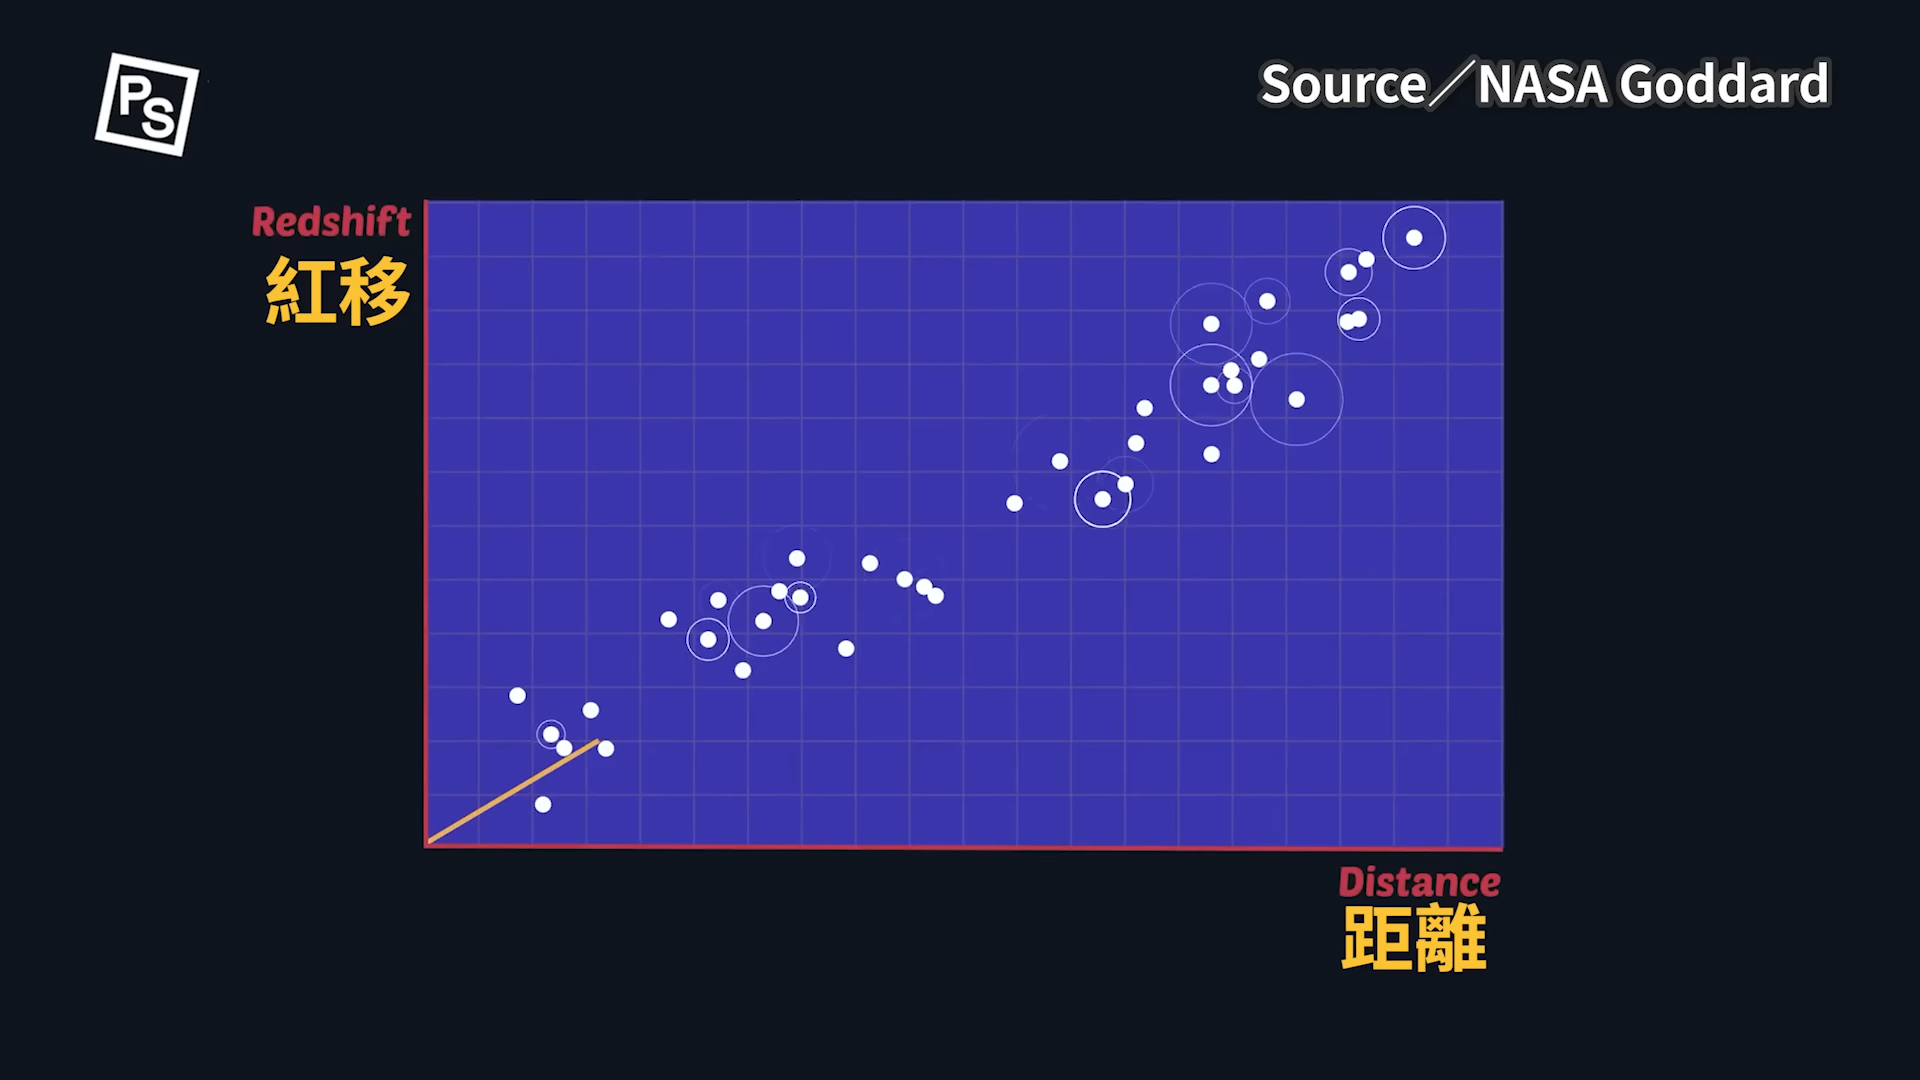 PS
Source／NASA Goddard
Redshift
紅移
Distance
距離